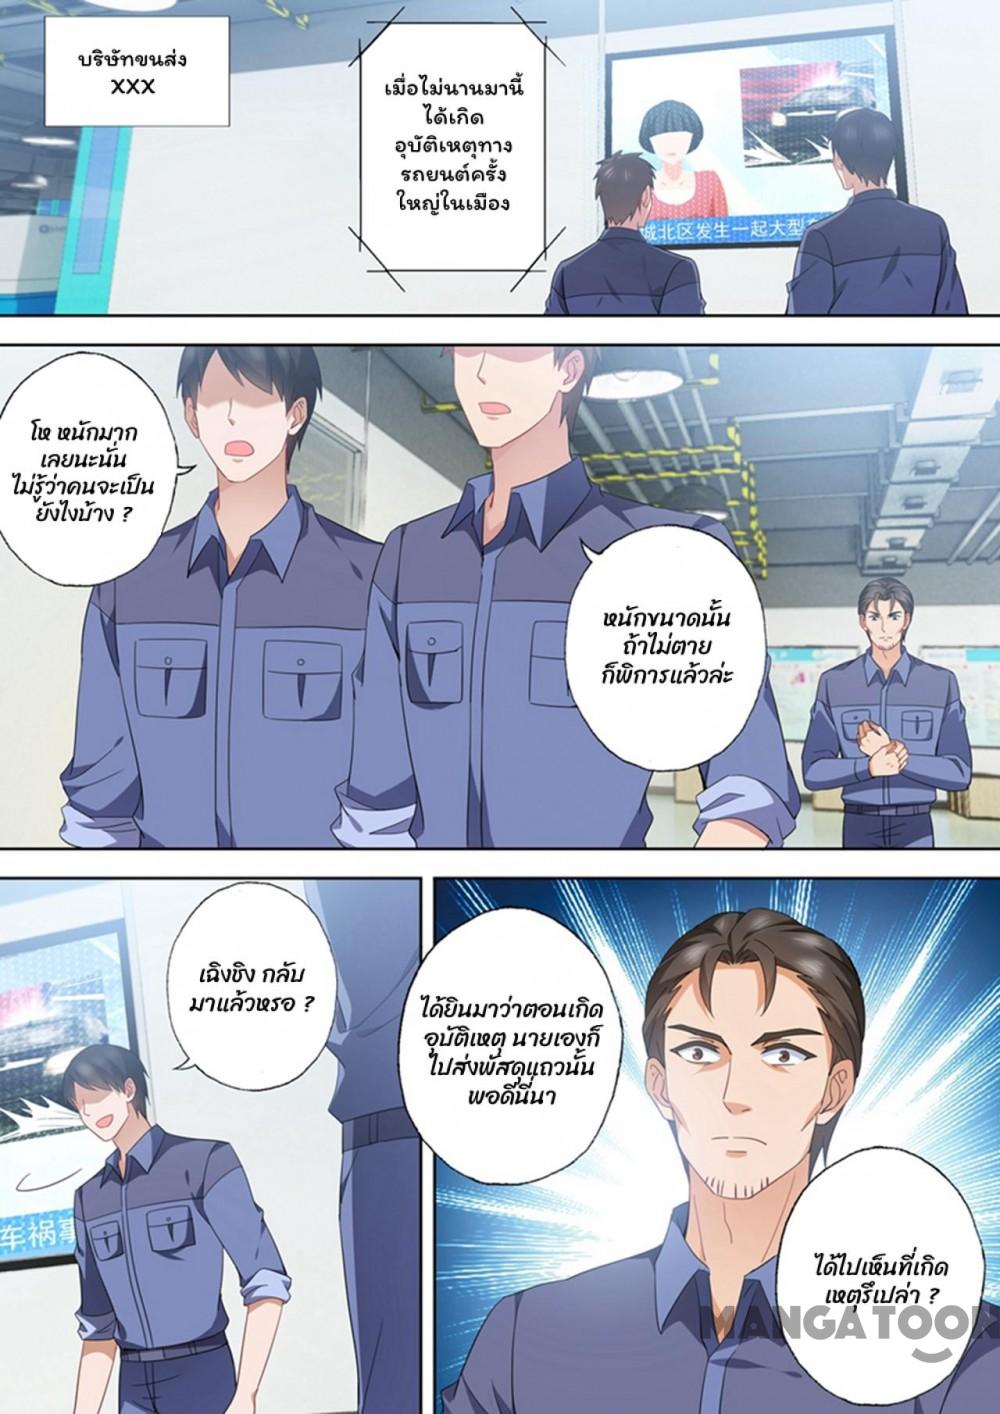 บริษัทขนส่ง
XXX
เมื่อไม่นานมานี้
ได้เกิด
อุบัติเหตุทาง
รถยนต์ครั้ง
ใหญ่ในเมือง
城北区发生一起大型
โห หนักมาก
เลยนะนั่น
ไม่รู้ว่าคนจะเป็น
ยังไงบ้าง ?
หนักขนาดนั้น
ถ้าไม่ตาย
ก็พิการแล้วล่ะ
เฉิงชิง กลับ
มาแล้วหรอ ?
车祸事
ได้ยินมาว่าตอนเกิด
อุบัติเหตุ นายเองก็
ไปส่งพัสดุแถวนั้น
พอดีนี่นา
ได้ไปเห็นที่เกิด
เหตุรึเปล่า ?
MANGATOON